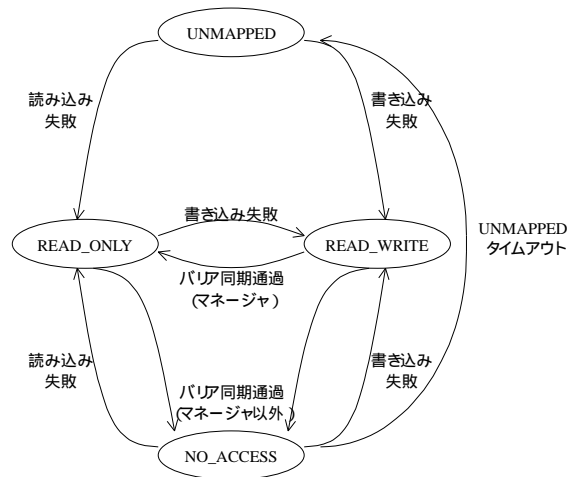 UNMAPPED
読み込み
失敗
書き込み
失敗
書き込み失敗
READ_ONLY
READ_WRITE
UNMAPPED
タイムアウト
バリア同期通過
(マネージャ)
読み込み
失敗
書き込み
失敗
バリア同期通過
(マネージャ以外)
NO_ACCESS